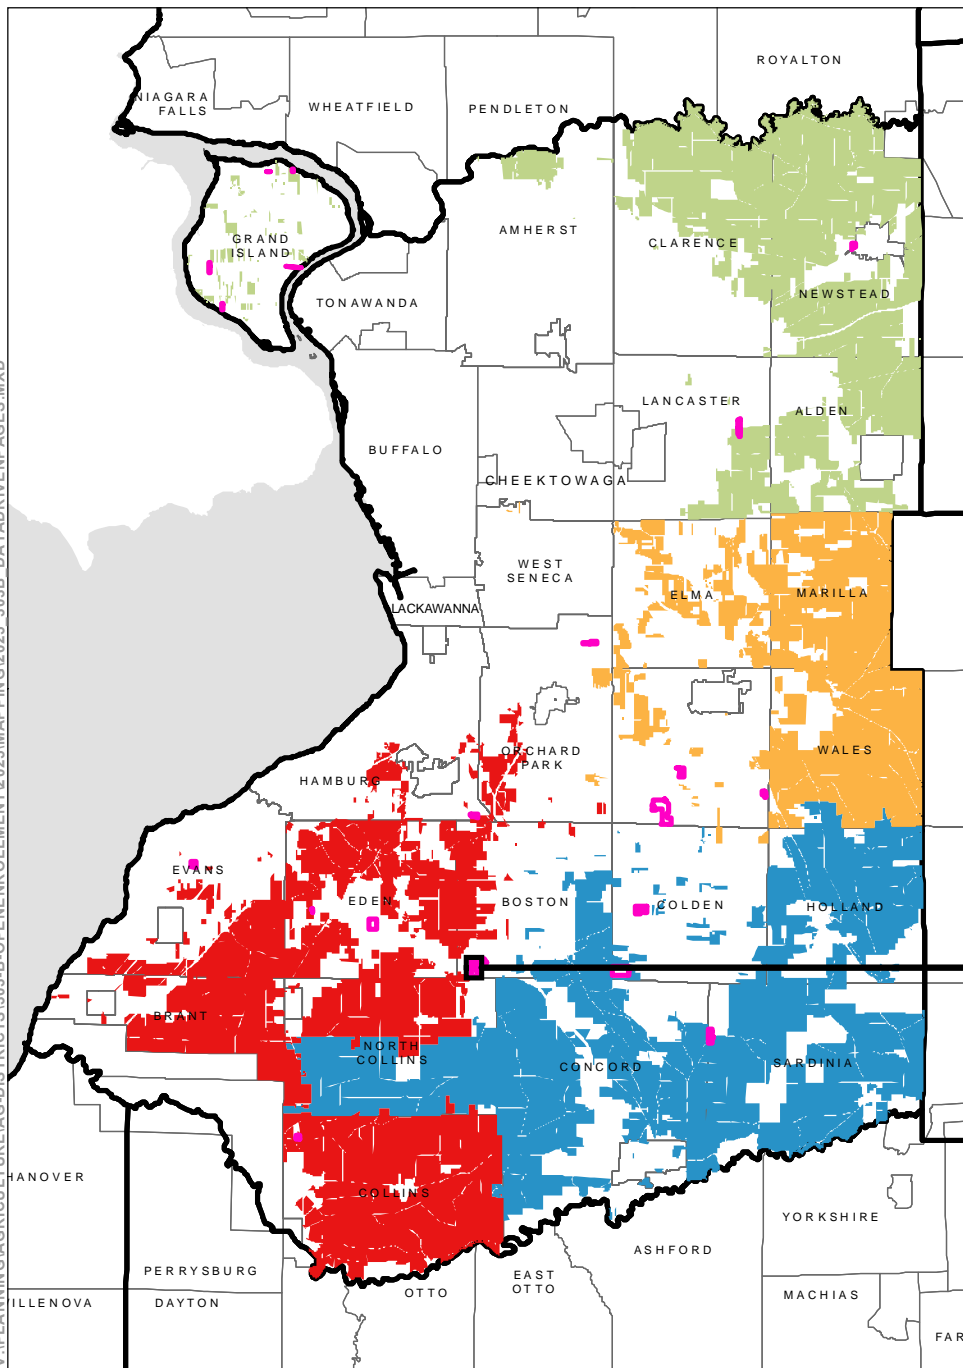 ROYALTON
NIAGARA
FALLS
WHEATFIELD
PENDLETON
GRAND
ISLAND
AMHERST
CLARENCE
NEWSTEAD
TONAWANDA
LANCASTER
ALDEN
BUFFALO
CHEEKTOWAGA
WEST
SENECA
ELMA
MARILLA
LACKAWANNA
ORCHARD
PARK
WALES
HAMBURG
EVANS
EDEN
BOSTON
COLDEN
HOLLAND
BRANT
NORTH
COLLINS
CONCORD
SARDINIA
HANOVER
COLLINS
YORKSHIRE
ASHFORD
PERRYSBURG
EAST
OTTO
OTTO
MACHIAS
ILLENOVA
DAYTON
FAR